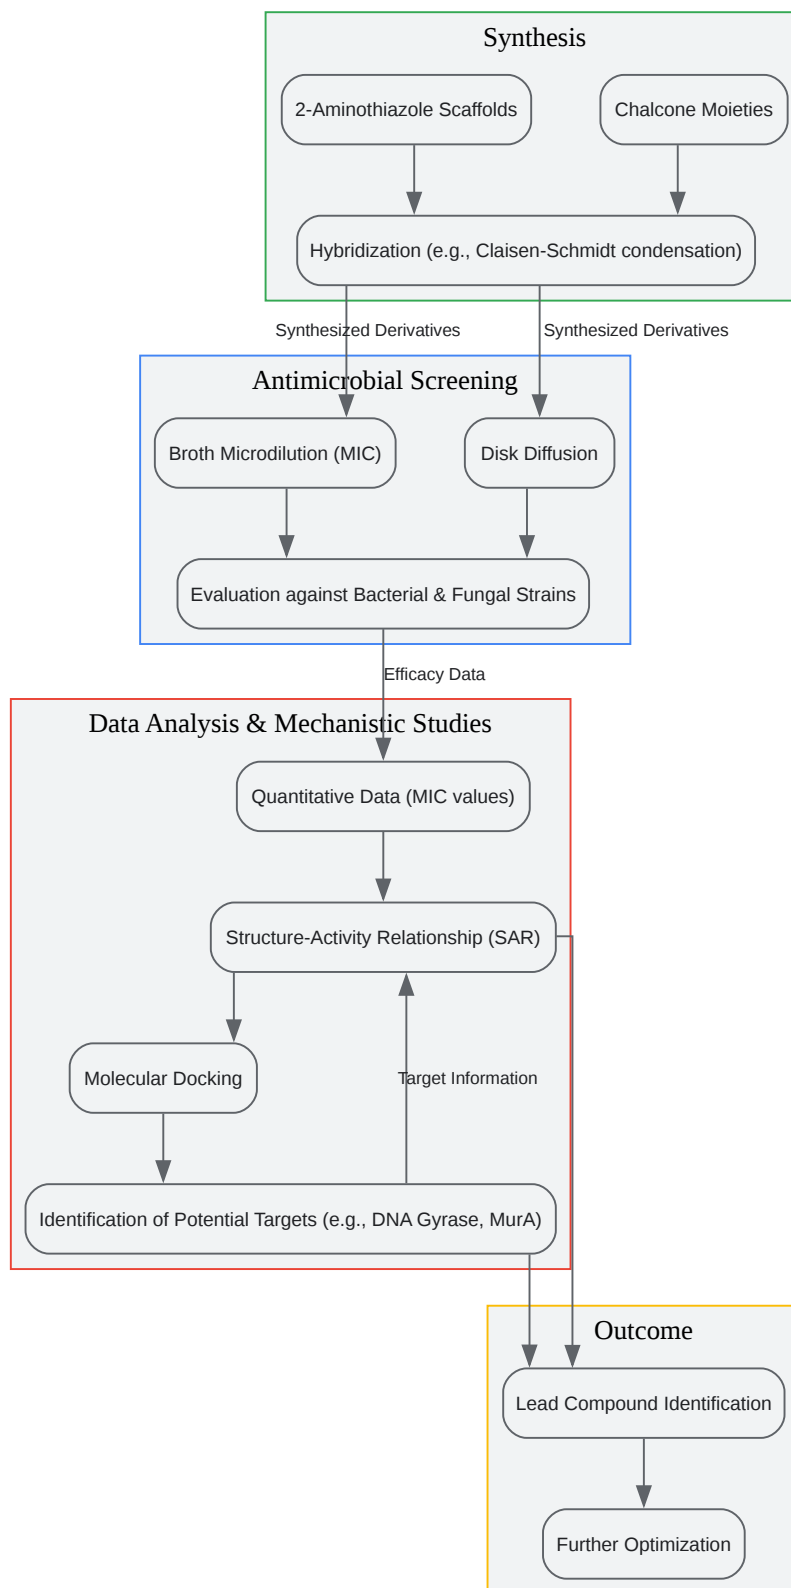 Synthesis
2-Aminothiazole Scaffolds
Chalcone Moieties
Hybridization (e.g., Claisen-Schmidt condensation)
Synthesized Derivatives
Synthesized Derivatives
Antimicrobial Screening
Broth Microdilution (MIC)
Disk Diffusion
Evaluation against Bacterial & Fungal Strains
Efficacy Data
Data Analysis & Mechanistic Studies
Quantitative Data (MIC values)
Structure-Activity Relationship (SAR)
Molecular Docking
Target Information
Identification of Potential Targets (e.g., DNA Gyrase, MurA)
Outcome
Lead Compound Identification
Further Optimization